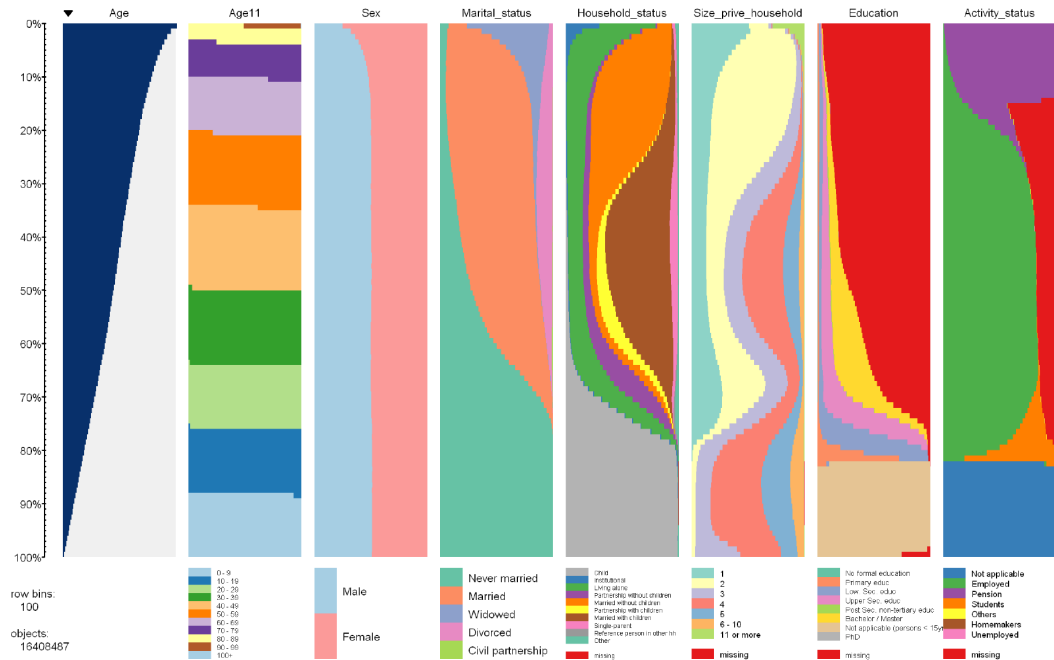 Age
Age11
Sex
Marital_status
Household_status
Size_prive_household
Education
Activity_status
0%
10%
20%
30%
40%
50%
60%
70%
80%
90%
100%
row bins:
100
objects:
16408487
0 - 9
10 - 19
20 - 29
30 - 39
40 - 49
50 - 59
60 - 69
70 - 79
80 - 89
90 - 99
100+
Male
Female
Never married
Married
Widowed
Divorced
Civil partnership
Child
Institutional
Living alone
Partnership without children
Married without children
Partnership with children
Married with children
Single-parent
Reference person in other hh
Other
missing
1
2
3
4
5
6 - 10
11 or more
missing
No formal education
Primary educ
Low Sec. educ
Upper Sec. educ
Post Sec. non-tertiary educ
Bachelor / Master
Not applicable (persons < 15yr
PhD
missing
Not applicable
Employed
Pension
Students
Others
Homemakers
Unemployed
missing